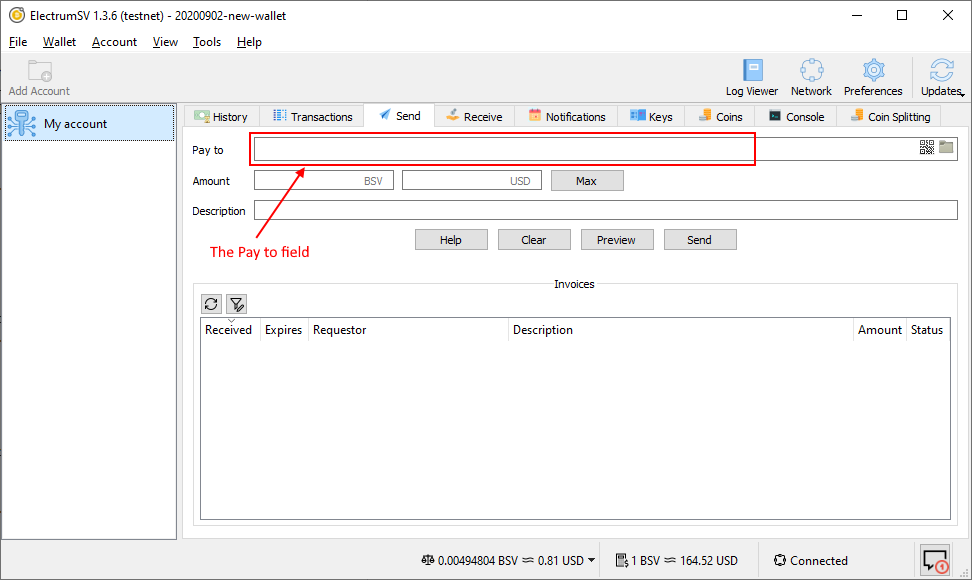 ElectrumSV 1.3.6 (testnet) - 20200902-new-wallet
File Wallet Account View Tools Help
Add Account
Log Viewer Network Preferences Updates
My account
History Transactions Send Receive Notifications Keys Coins Console Coin Splitting
Pay to
Amount BSV USD Max
Description
Help Clear Preview Send
The Pay to field
Invoices
Received Expires Requestor Description Amount Status
0.00494804 BSV ≈ 0.81 USD 1 BSV ≈ 164.52 USD Connected 1